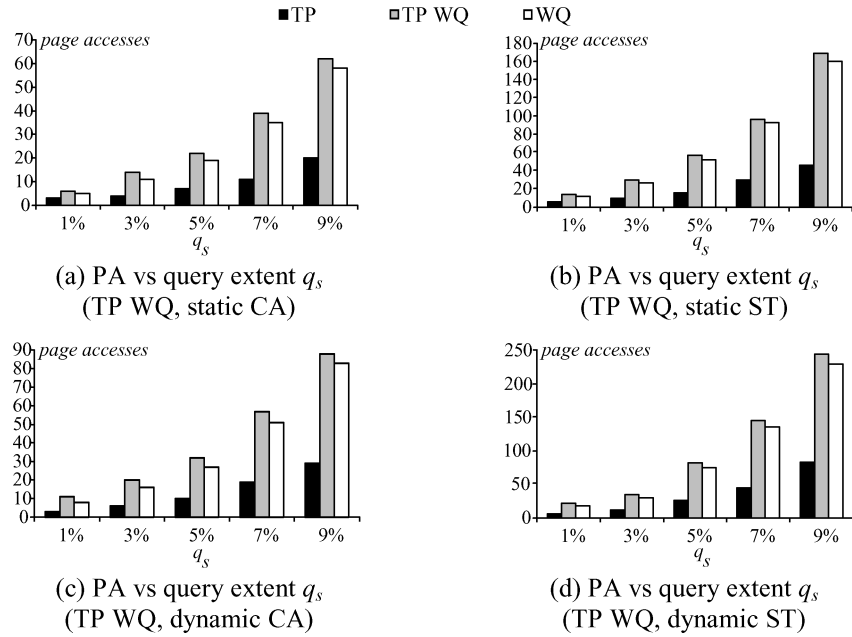 TP TP WQ WQ
page accesses
70
60
50
40
30
20
10
0
1% 3% 5% 7% 9%
qs
(a) PA vs query extent qs
(TP WQ, static CA)
page accesses
180
160
140
120
100
80
60
40
20
0
1% 3% 5% 7% 9%
qs
(b) PA vs query extent qs
(TP WQ, static ST)
page accesses
90
80
70
60
50
40
30
20
10
0
1% 3% 5% 7% 9%
qs
(c) PA vs query extent qs
(TP WQ, dynamic CA)
page accesses
250
200
150
100
50
0
1% 3% 5% 7% 9%
qs
(d) PA vs query extent qs
(TP WQ, dynamic ST)